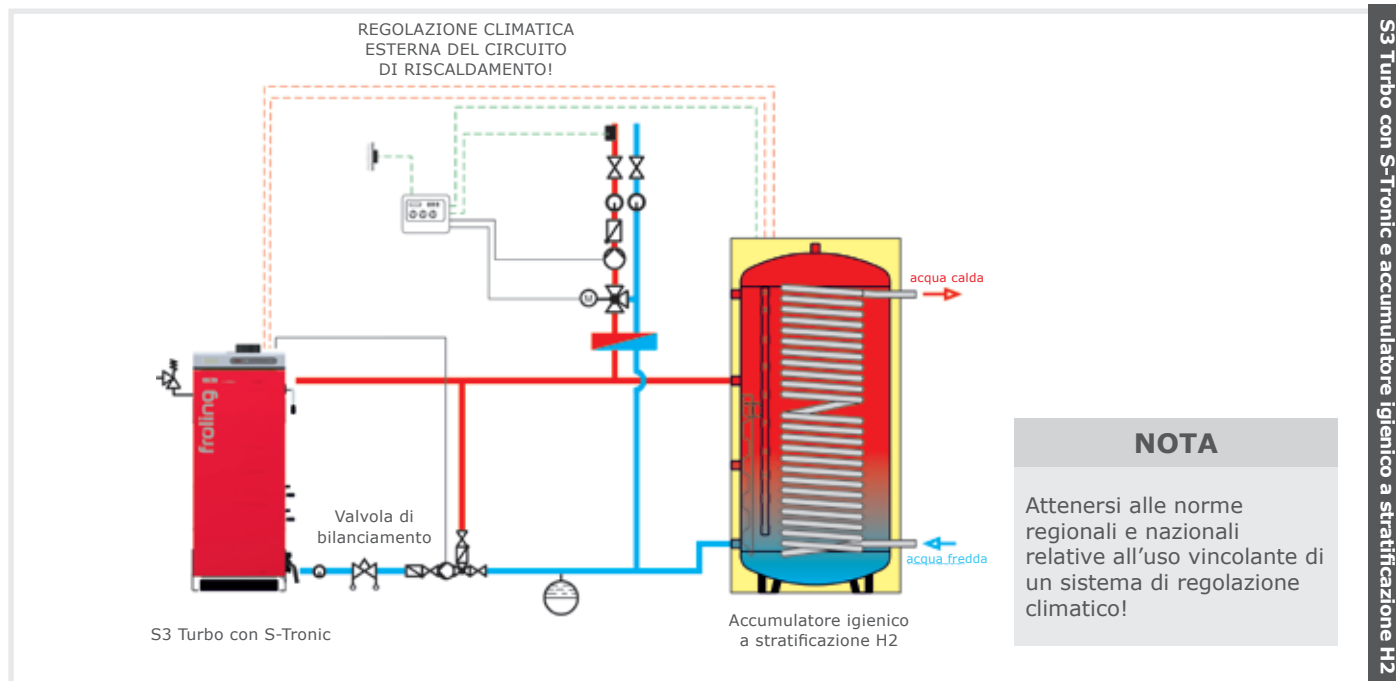 REGOLAZIONE CLIMATICA
ESTERNA DEL CIRCUITO
DI RISCALDAMENTO!
M
acqua calda
froling
Valvola di
bilanciamento
acqua fredda
S3 Turbo con S-Tronic
Accumulatore igienico
a stratificazione H2
NOTA
Attenersi alle norme
regionali e nazionali
relative all'uso vincolante di
un sistema di regolazione
climatico!
S3 Turbo con S-Tronic e accumulatore igienico a stratificazione H2